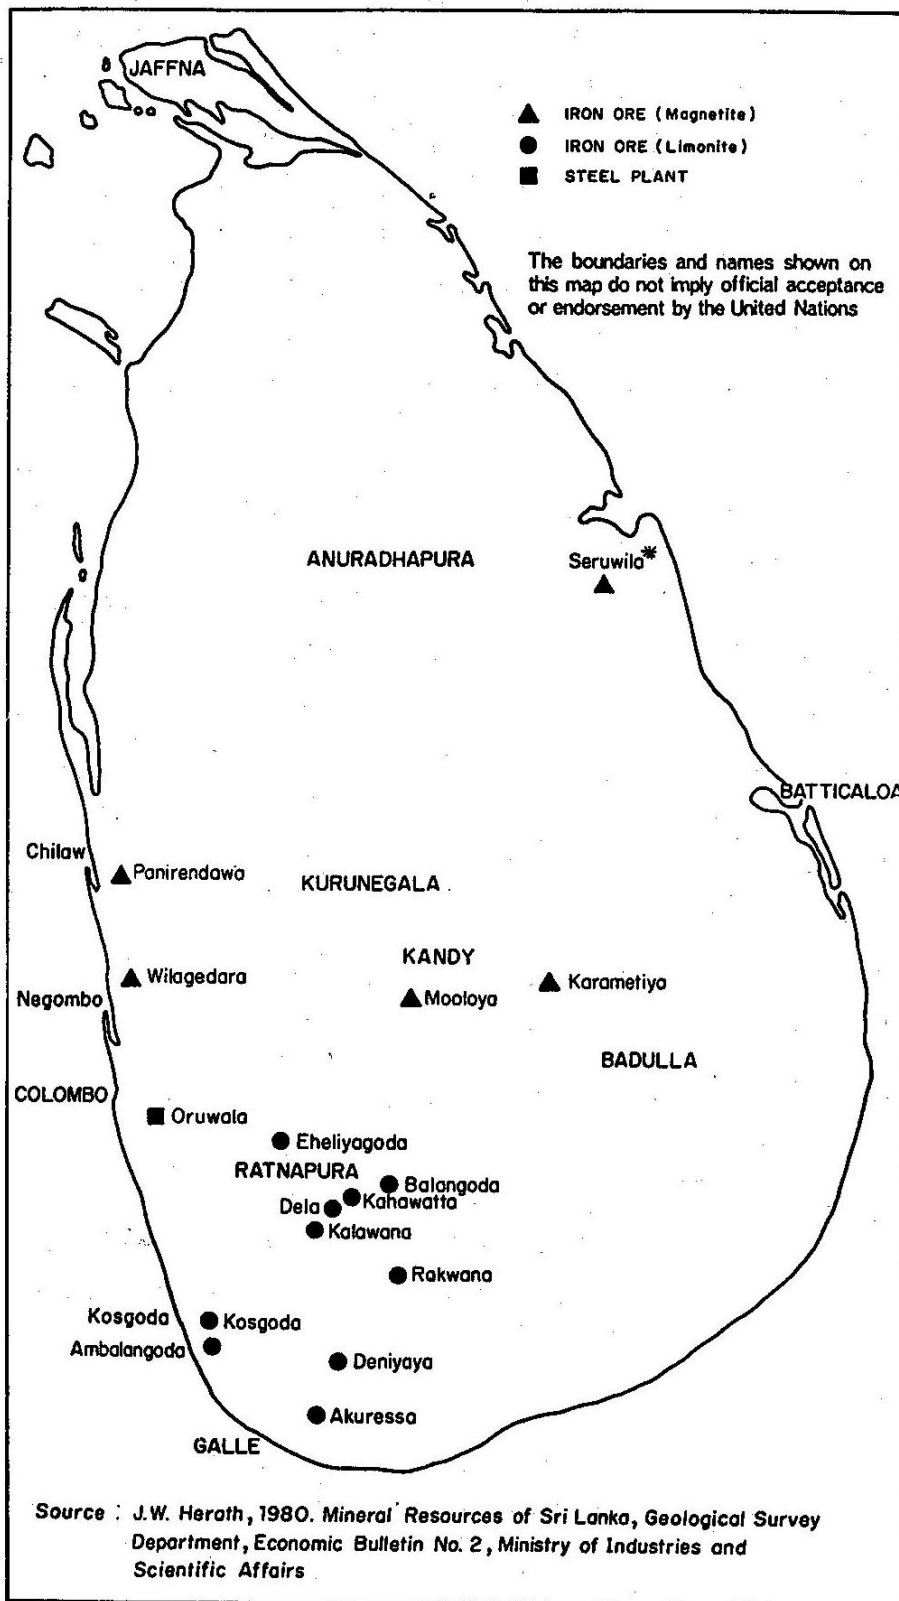 JAFFNA
IRON ORE (Magnetite)
IRON ORE (Limonite)
STEEL PLANT
The boundaries and names shown on
this map do not imply official acceptance
or endorsement by the United Nations
ANURADHAPURA
Seruwila*
BATTICALOA
Chilaw
Panirendawa
KURUNEGALA
KANDY
Wilagedara
Karametiya
Negombo
Mooloya
BADULLA
COLOMBO
Oruwala
Eheliyagoda
RATNAPURA
Balangoda
Kahawatta
Dela
Kalawana
Rakwana
Kosgoda
Kosgoda
Ambalangoda
Deniyaya
Akuressa
GALLE
Source : J.W. Herath, 1980. Mineral Resources of Sri Lanka, Geological Survey
Department, Economic Bulletin No. 2, Ministry of Industries and
Scientific Affairs